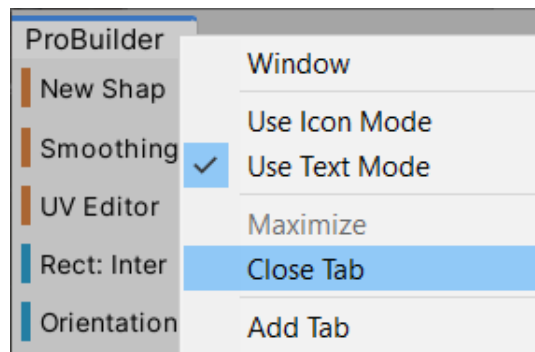 ProBuilder
New Shap
Smoothing
UV Editor
Rect: Inter
Orientation
Window
Use Icon Mode
Use Text Mode
Maximize
Close Tab
Add Tab